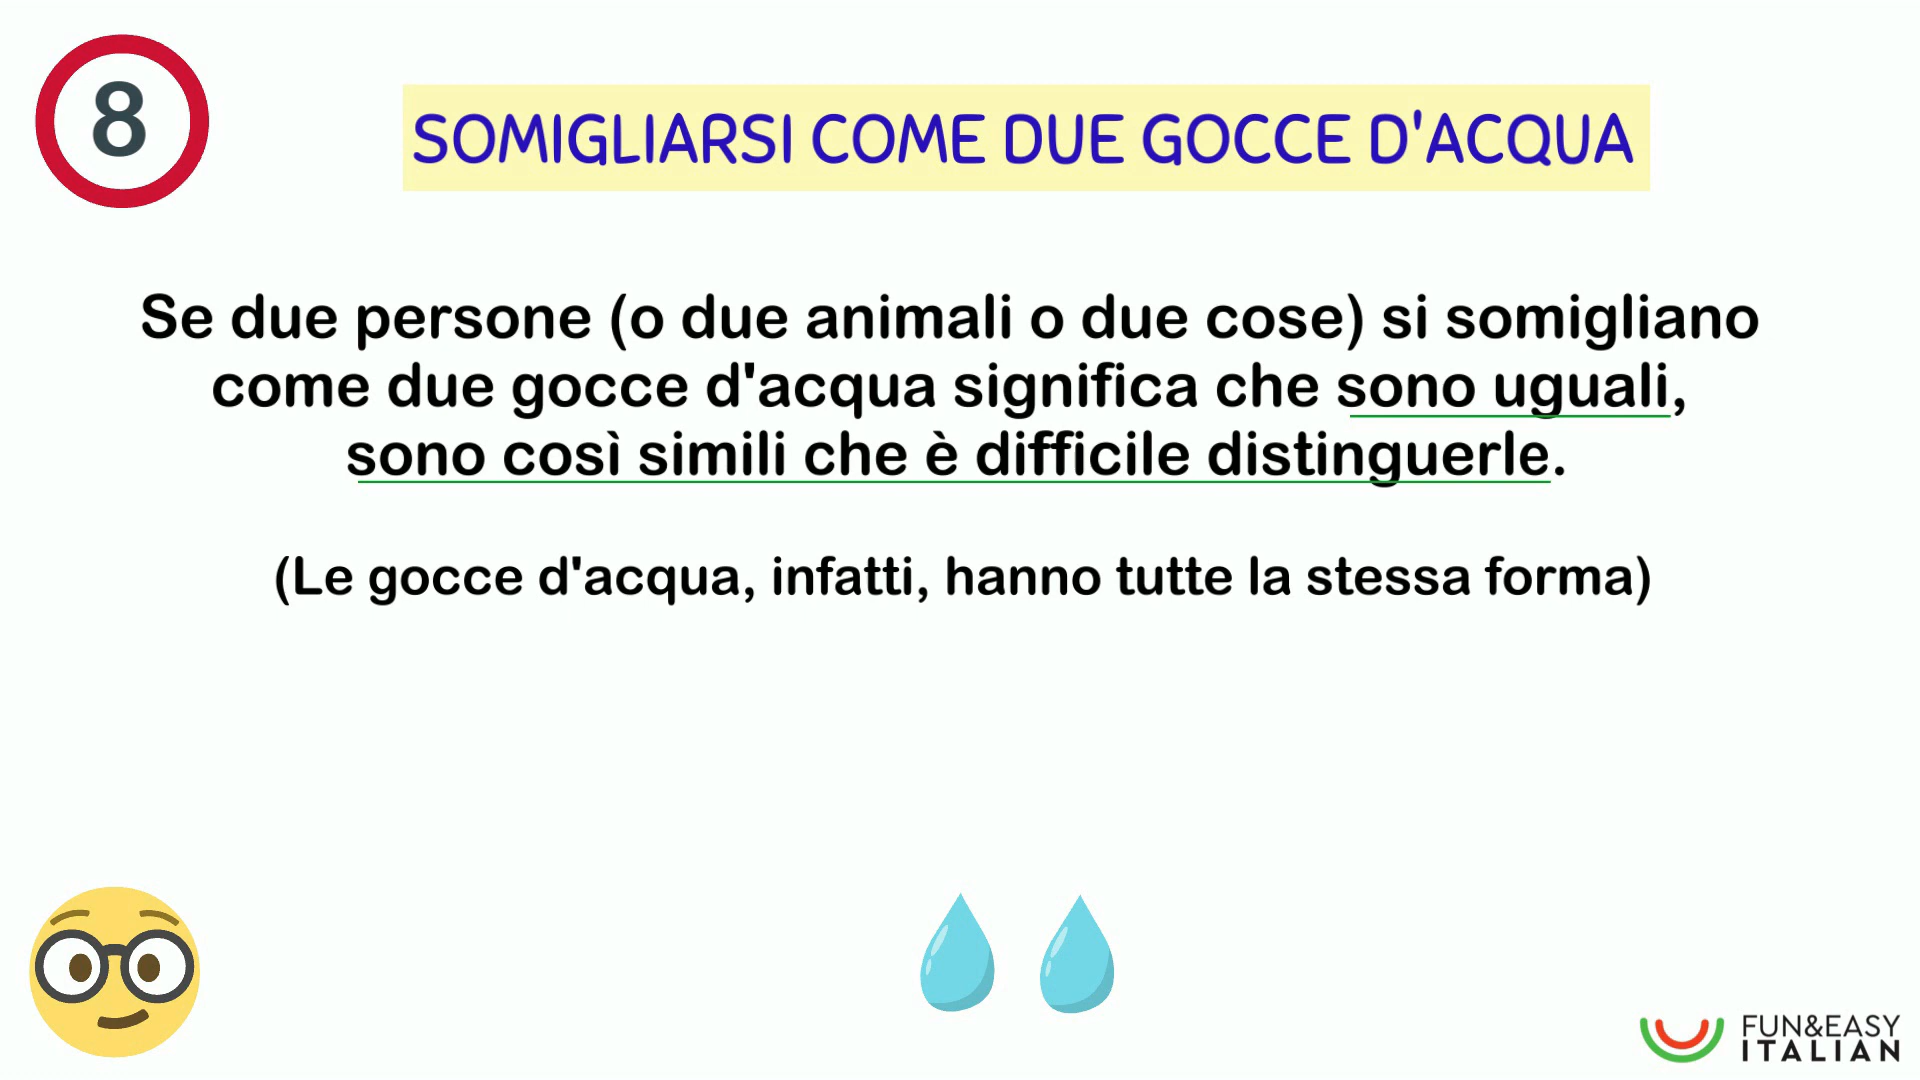 8
SOMIGLIARSI COME DUE GOCCE D'ACQUA
Se due persone (o due animali o due cose) si somigliano
come due gocce d'acqua significa che sono uguali,
sono così simili che è difficile distinguerle.
(Le gocce d'acqua, infatti, hanno tutte la stessa forma)
FUN&EASY
ITALIAN